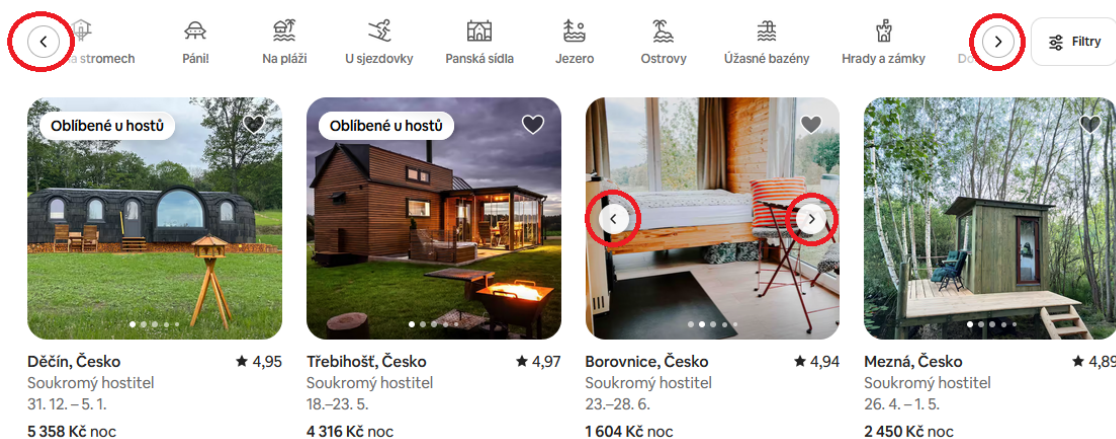 stromech
Páni!
Na pláži
U sjezdovky
Panská sídla
Jezero
Ostrovy
Úžasné bazény
Hrady a zámky
Filtry
Oblíbené u hostů
Oblíbené u hostů
Děčín, Česko
4,95
Soukromý hostitel
31. 12. – 5. 1.
5 358 Kč noc
Třebihošť, Česko
4,97
Soukromý hostitel
18.–23. 5.
4 316 Kč noc
Borovnice, Česko
4,94
Soukromý hostitel
23.–28. 6.
1 604 Kč noc
Mezná, Česko
4,89
Soukromý hostitel
26. 4. – 1. 5.
2 450 Kč noc